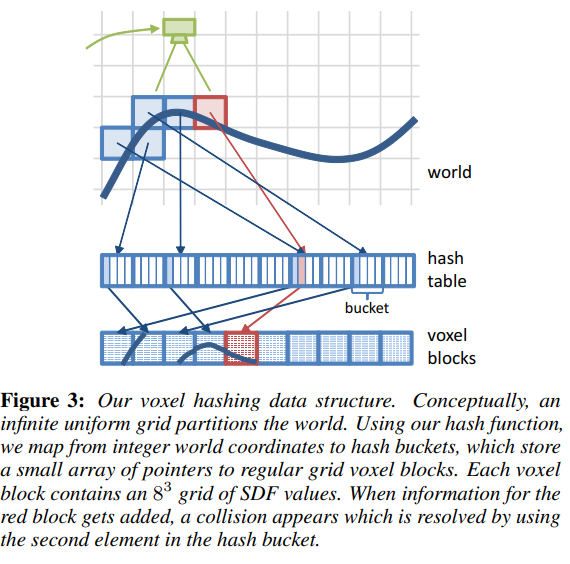 world
hash
table
bucket
voxel
blocks
Figure 3: Our voxel hashing data structure. Conceptually, an
infinite uniform grid partitions the world. Using our hash function,
we map from integer world coordinates to hash buckets, which store
a small array of pointers to regular grid voxel blocks. Each voxel
block contains an 8³ grid of SDF values. When information for the
red block gets added, a collision appears which is resolved by using
the second element in the hash bucket.